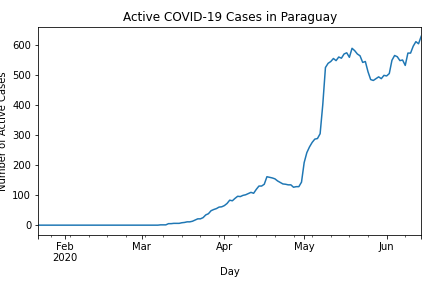 Active COVID-19 Cases in Paraguay
Number of Active Cases
600
500
400
300
200
100
0
Feb
2020
Mar
Apr
May
Jun
Day